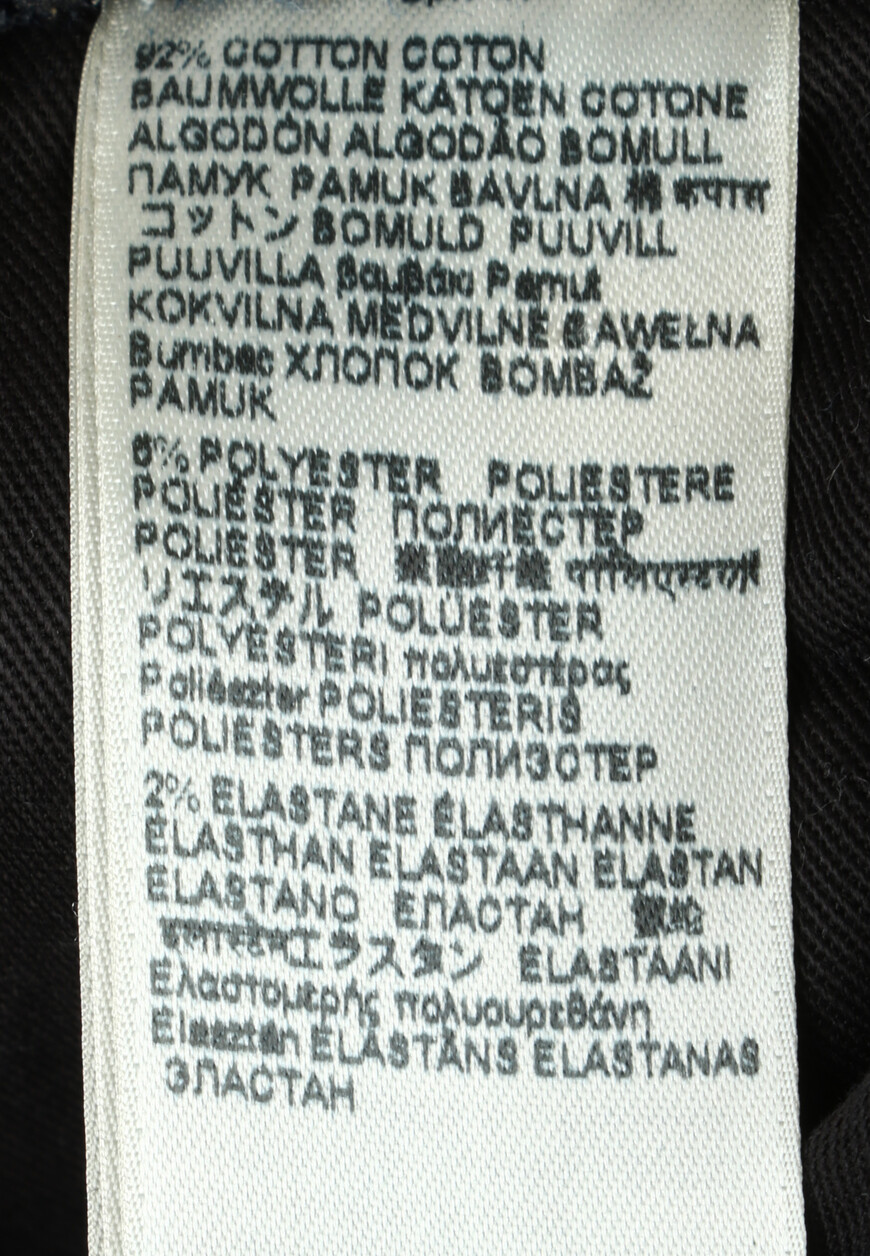 92% COTTON COTON
BAUMWOLLE KATOEN COTONE
ALGODÓN ALGODÃO BOMULL
ПАМУК PAMUK BAVLNA 棉 कपास
コットン BOMULD PUUVILL
PUUVILLA βαμβάκι Pamut
KOKVILNA MEDVILNĖ BAWEŁNA
Bumbac ХЛОПОК BOMBAŽ
PAMUK
6% POLYESTER POLIESTERE
POLIÉSTER ПОЛИЕСТЕР
POLIESTER
リエステル POLÜESTER
POLYESTERI πολυεστέρας
Poliészter POLIESTERIS
POLIESTERS ПОЛИЭСТЕР
2% ELASTANE ÉLASTHANNE
ELASTHAN ELASTAAN ELASTAN
ELASTANO ЕЛАСТАН
エラスタン ELASTAANI
Ελαστομερής πολυουρεθάνη
Elasztán ELASTĀNS ELASTANAS
ЭЛАСТАН